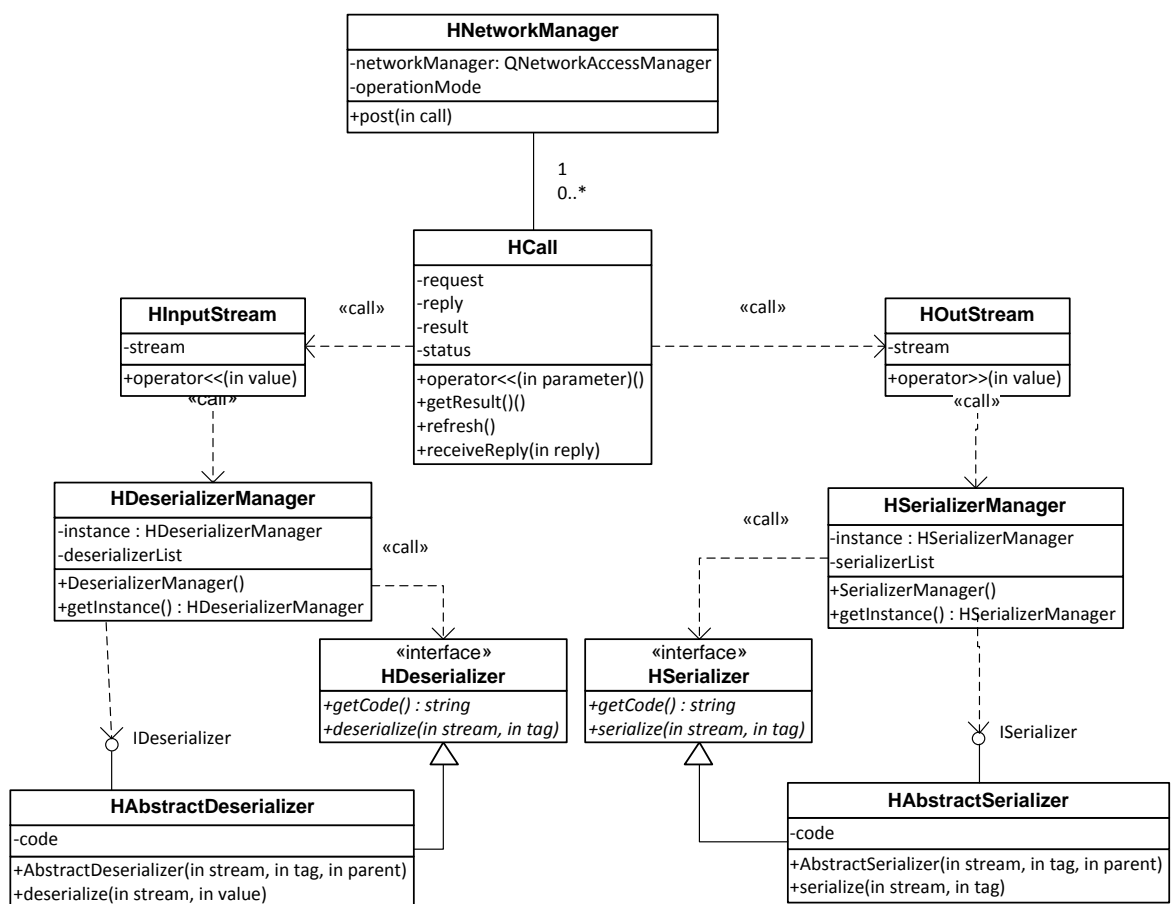 HNetworkManager
-networkManager: QNetworkAccessManager
-operationMode
+post(in call)
1
0..*
HCall
-request
-reply
-result
-status
+operator<<(in parameter)()
+getResult()()
+refresh()
+receiveReply(in reply)
«call»
«call»
HInputStream
-stream
+operator<<(in value)
«call»
HOutStream
-stream
+operator>>(in value)
«call»
HDeserializerManager
-instance : HDeserializerManager
-deserializerList
+DeserializerManager()
+getInstance() : HDeserializerManager
«call»
«call»
HSerializerManager
-instance : HSerializerManager
-serializerList
+SerializerManager()
+getInstance() : HSerializerManager
«interface»
HDeserializer
+getCode() : string
+deserialize(in stream, in tag)
«interface»
HSerializer
+getCode() : string
+serialize(in stream, in tag)
IDeserializer
ISerializer
HAbstractDeserializer
-code
+AbstractDeserializer(in stream, in tag, in parent)
+deserialize(in stream, in value)
HAbstractSerializer
-code
+AbstractSerializer(in stream, in tag, in parent)
+serialize(in stream, in tag)